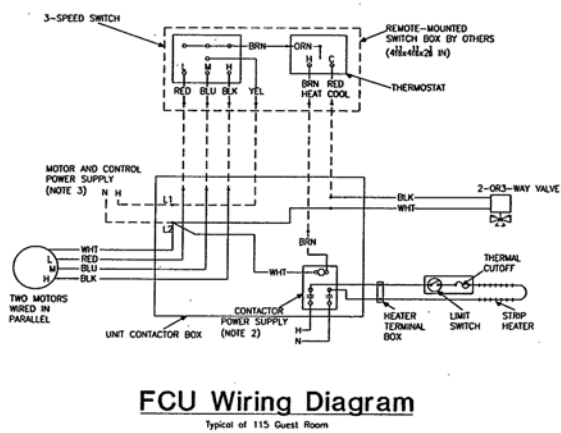 3-SPEED SWITCH
REMOTE-MOUNTED
SWITCH BOX BY OTHERS
BRN
ORN
L M H
H C
RED BLU BLK YEL
BRN RED
HEAT COOL
THERMOSTAT
MOTOR AND CONTROL
POWER SUPPLY
(NOTE 3)
N H
L1
L2
BLK
WHT
2-OR3-WAY VALVE
WHT
L RED
M BLU
H BLK
BRN
WHT
THERMAL
CUTOFF
TWO MOTORS
WIRED IN
PARALLEL
UNIT CONTACTOR BOX
CONTACTOR
POWER SUPPLY
(NOTE 2)
H
N
HEATER
TERMINAL
BOX
LIMIT
SWITCH
STRIP
HEATER
FCU Wiring Diagram
Typical of 115 Guest Room